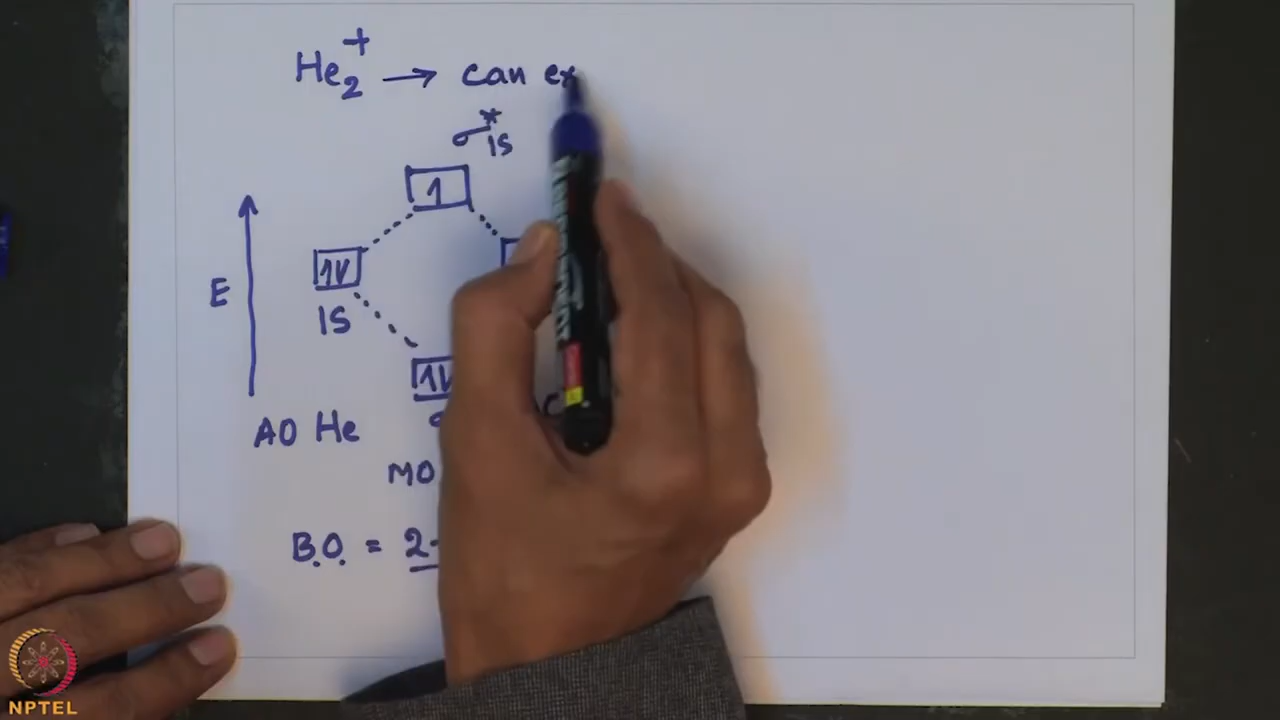 He₂⁺ → can ex
σ*1s
1
1V
E
1s
1V
AO He
MO
B.O. = 2-
NPTEL